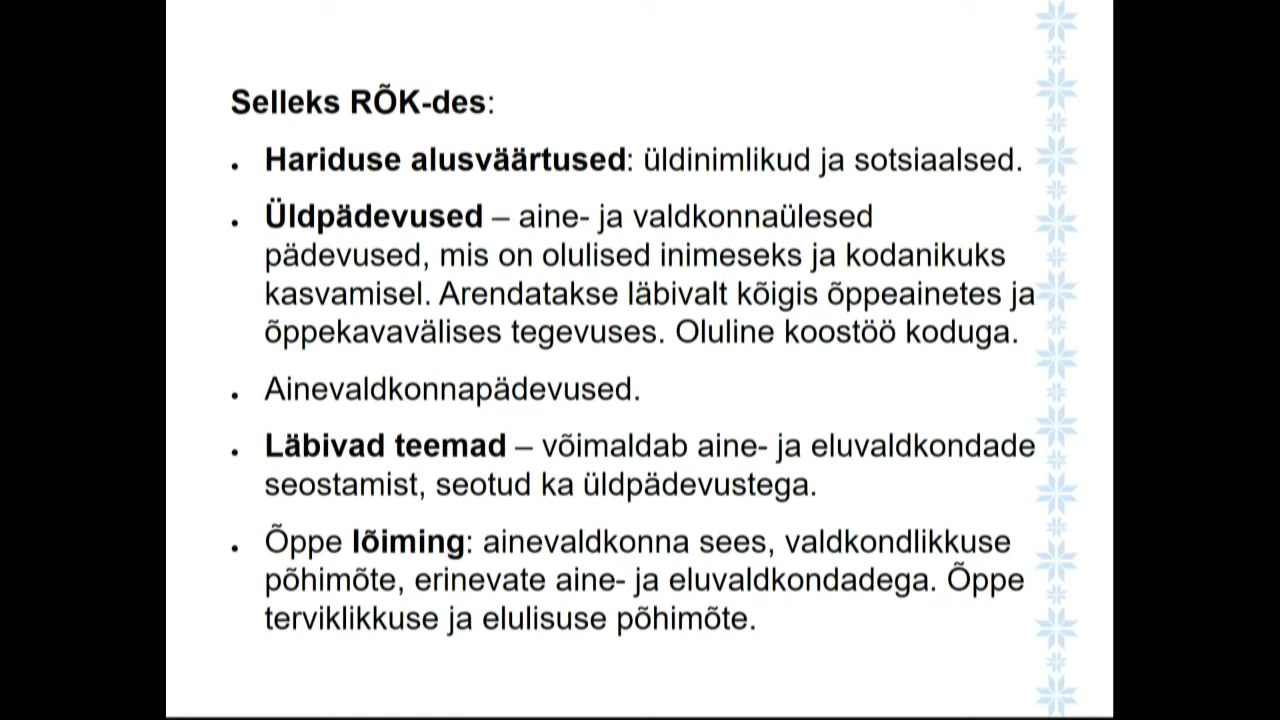 Selleks RÕK-des:
• Hariduse alusväärtused: üldinimlikud ja sotsiaalsed.
• Üldpädevused – aine- ja valdkonnaülesed
pädevused, mis on olulised inimeseks ja kodanikuks
kasvamisel. Arendatakse läbivalt kõigis õppeainetes ja
õppekavavälises tegevuses. Oluline koostöö koduga.
• Ainevaldkonnapädevused.
• Läbivad teemad – võimaldab aine- ja eluvaldkondade
seostamist, seotud ka üldpädevustega.
• Õppe lõiming: ainevaldkonna sees, valdkondlikkuse
põhimõte, erinevate aine- ja eluvaldkondadega. Õppe
terviklikkuse ja elulisuse põhimõte.